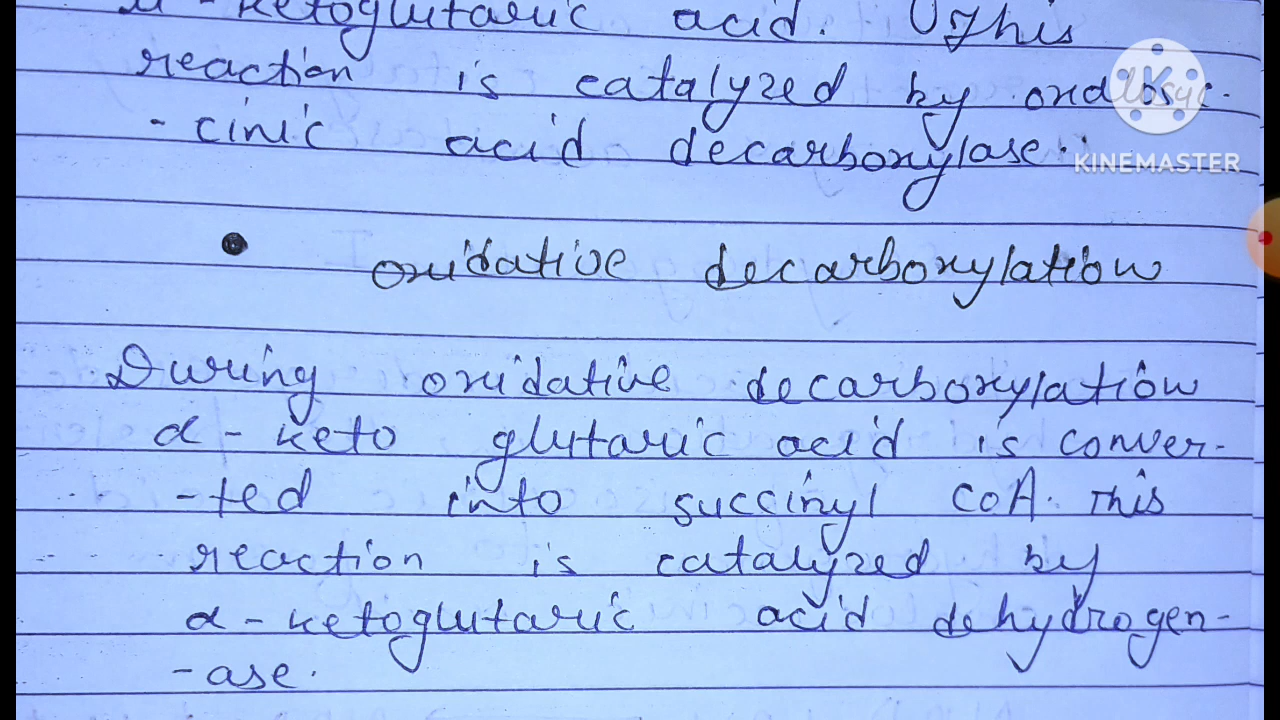 α - ketoglutaric acid. This
reaction is catalyzed by oxalosuc-
- cinic acid decarboxylase.
KINEMASTER
• oxidative decarboxylation
During oxidative decarboxylation
α - keto glutaric acid is conver-
- ted into succinyl CoA. This
reaction is catalyzed by
α - ketoglutaric acid dehydrogen-
- ase.